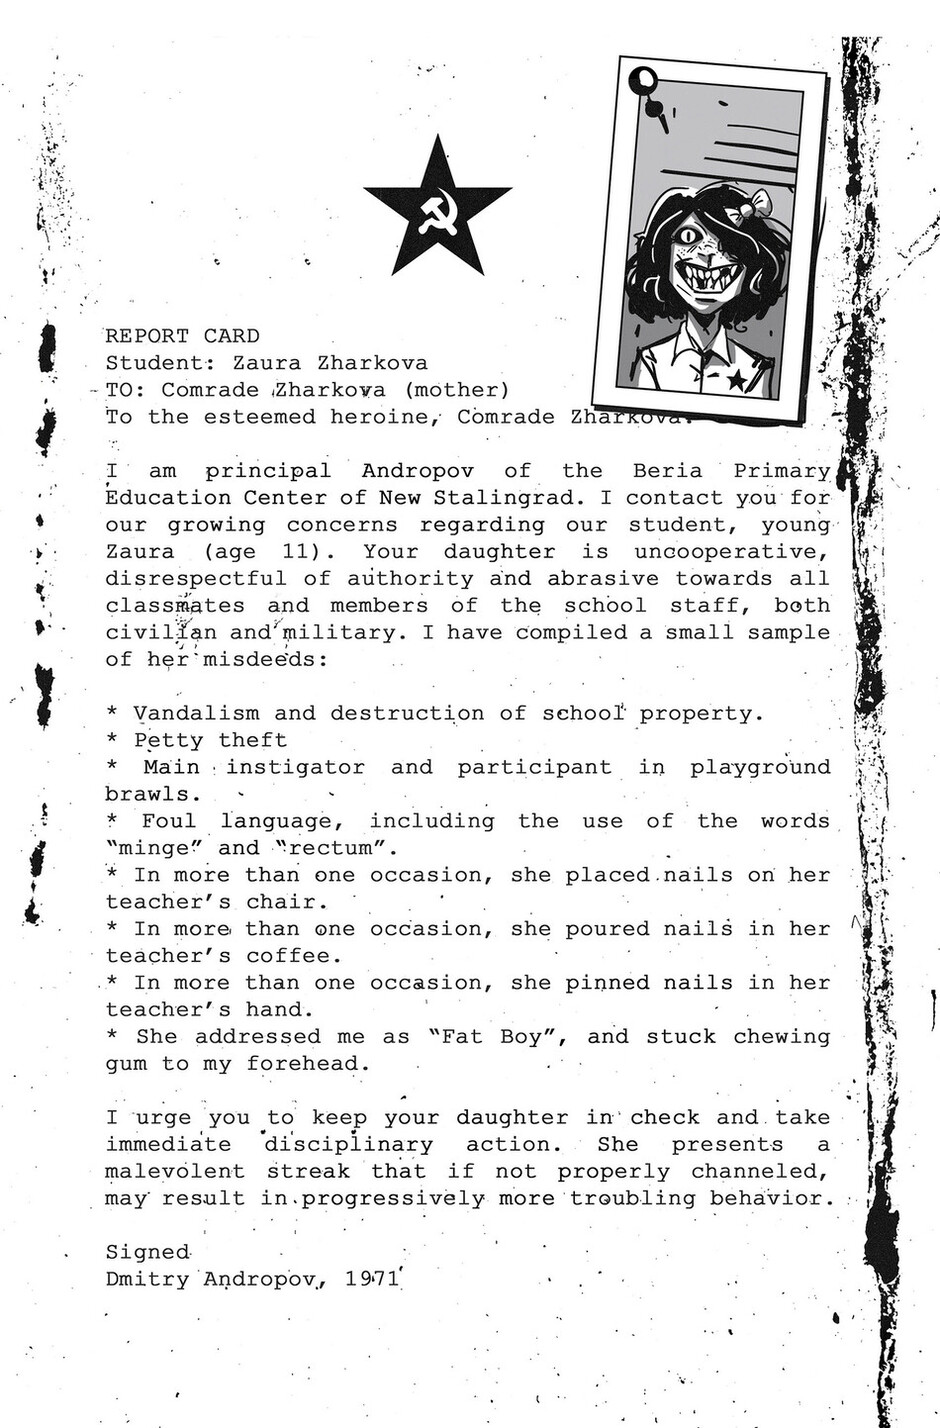 REPORT CARD
Student: Zaura Zharkova
TO: Comrade Zharkova (mother)
To the esteemed heroine, Comrade Zharkova.
I am principal Andropov of the Beria Primary
Education Center of New Stalingrad. I contact you for
our growing concerns regarding our student, young
Zaura (age 11). Your daughter is uncooperative,
disrespectful of authority and abrasive towards all
classmates and members of the school staff, both
civilian and military. I have compiled a small sample
of her misdeeds:
* Vandalism and destruction of school property.
* Petty theft
* Main instigator and participant in playground
brawls.
* Foul language, including the use of the words
“minge” and “rectum”.
* In more than one occasion, she placed nails on her
teacher’s chair.
* In more than one occasion, she poured nails in her
teacher’s coffee.
* In more than one occasion, she pinned nails in her
teacher’s hand.
* She addressed me as “Fat Boy”, and stuck chewing
gum to my forehead.
I urge you to keep your daughter in check and take
immediate disciplinary action. She presents a
malevolent streak that if not properly channeled,
may result in progressively more troubling behavior.
Signed
Dmitry Andropov, 1971